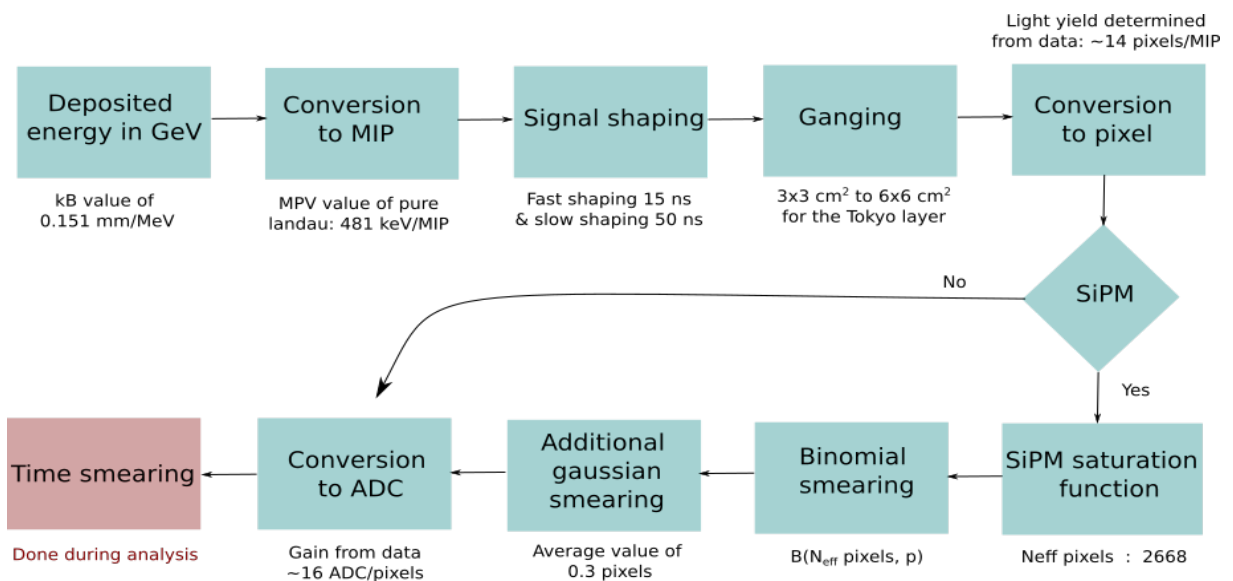 Light yield determined
from data: ~14 pixels/MIP
Deposited
energy in GeV
Conversion
to MIP
Signal shaping
Ganging
Conversion
to pixel
kB value of
0.151 mm/MeV
MPV value of pure
landau: 481 keV/MIP
Fast shaping 15 ns
& slow shaping 50 ns
3x3 cm² to 6x6 cm²
for the Tokyo layer
No
SiPM
Yes
Time smearing
Conversion
to ADC
Additional
gaussian
smearing
Binomial
smearing
SiPM saturation
function
Done during analysis
Gain from data
~16 ADC/pixels
Average value of
0.3 pixels
B(Neff pixels, p)
Neff pixels : 2668